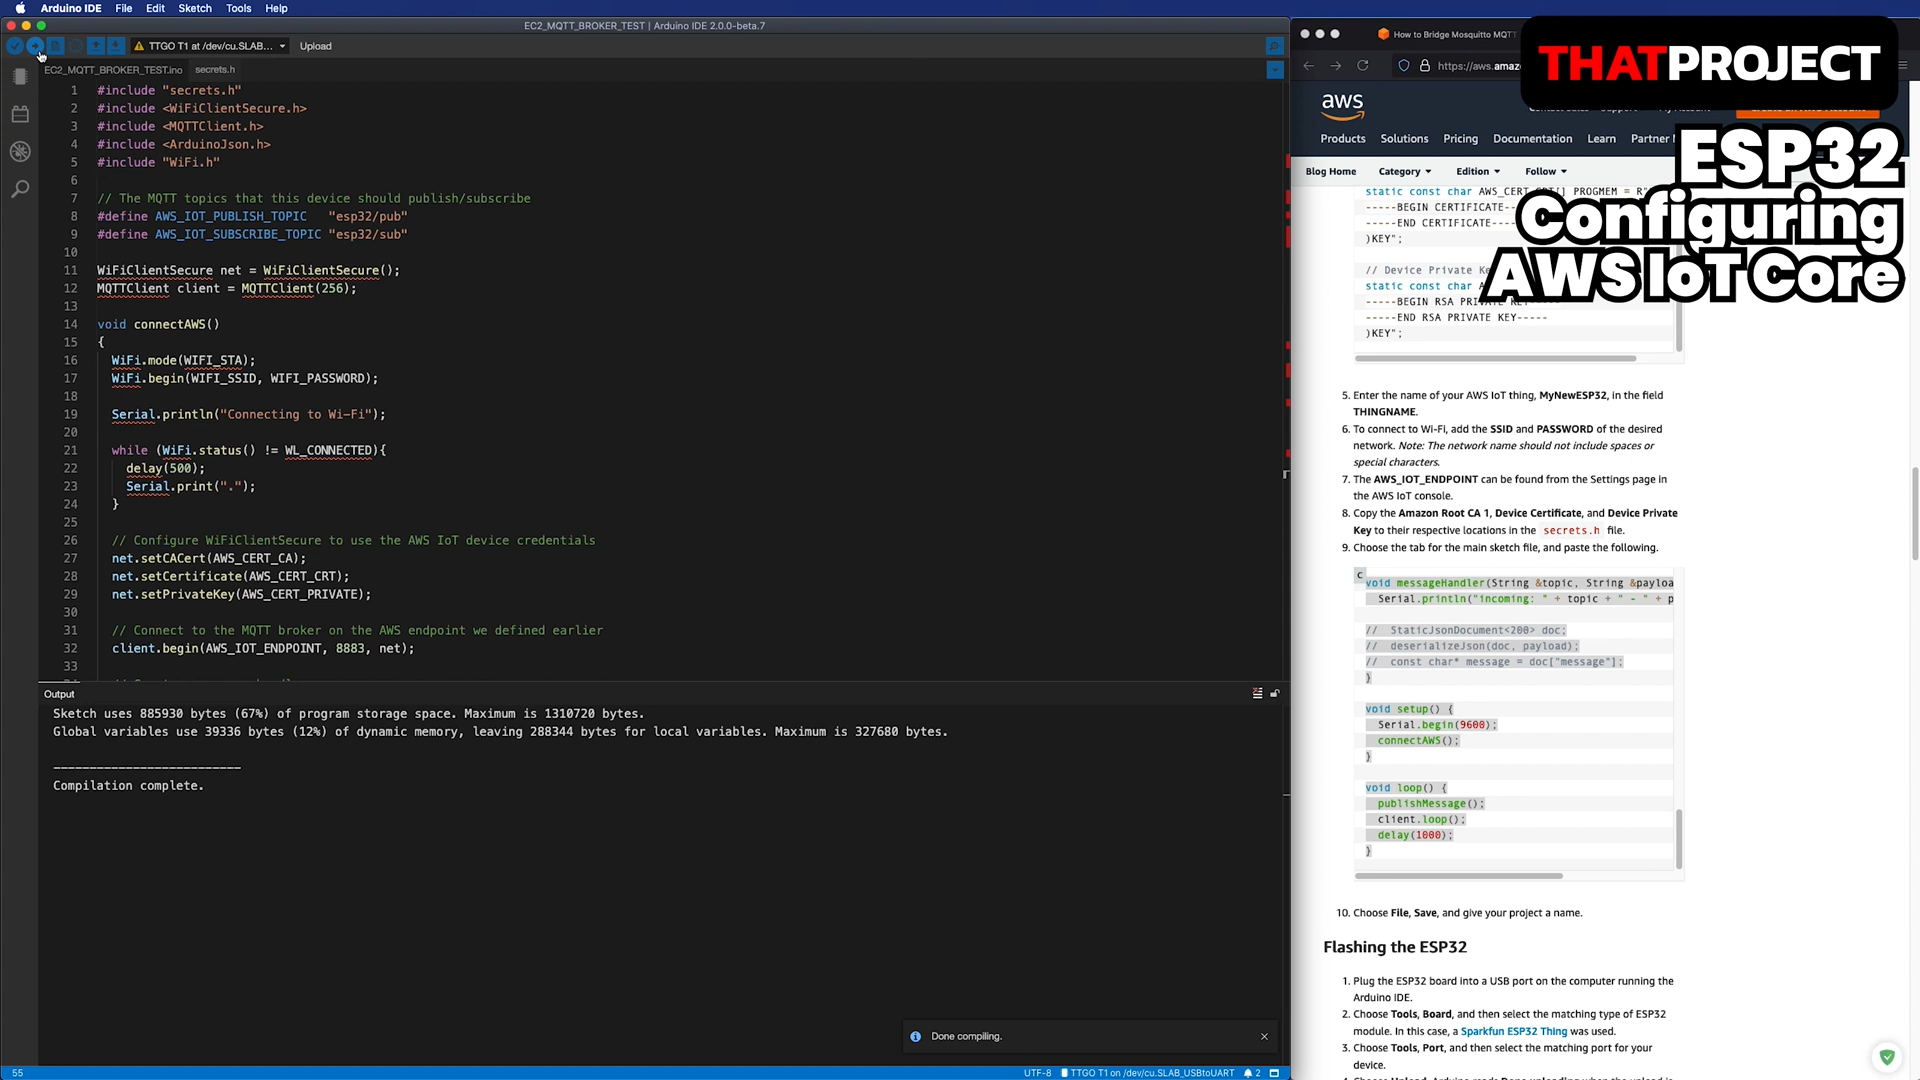 Arduino IDE File Edit Sketch Tools Help
EC2_MQTT_BROKER_TEST | Arduino IDE 2.0.0-beta.7
TTGO T1 at /dev/cu.SLAB... Upload
EC2_MQTT_BROKER_TEST.ino secrets.h
1 #include "secrets.h"
2 #include <WiFiClientSecure.h>
3 #include <MQTTClient.h>
4 #include <ArduinoJson.h>
5 #include "WiFi.h"
6
7 // The MQTT topics that this device should publish/subscribe
8 #define AWS_IOT_PUBLISH_TOPIC "esp32/pub"
9 #define AWS_IOT_SUBSCRIBE_TOPIC "esp32/sub"
10
11 WiFiClientSecure net = WiFiClientSecure();
12 MQTTClient client = MQTTClient(256);
13
14 void connectAWS()
15 {
16 WiFi.mode(WIFI_STA);
17 WiFi.begin(WIFI_SSID, WIFI_PASSWORD);
18
19 Serial.println("Connecting to Wi-Fi");
20
21 while (WiFi.status() != WL_CONNECTED){
22 delay(500);
23 Serial.print(".");
24 }
25
26 // Configure WiFiClientSecure to use the AWS IoT device credentials
27 net.setCACert(AWS_CERT_CA);
28 net.setCertificate(AWS_CERT_CRT);
29 net.setPrivateKey(AWS_CERT_PRIVATE);
30
31 // Connect to the MQTT broker on the AWS endpoint we defined earlier
32 client.begin(AWS_IOT_ENDPOINT, 8883, net);
33
Output
Sketch uses 885930 bytes (67%) of program storage space. Maximum is 1310720 bytes.
Global variables use 39336 bytes (12%) of dynamic memory, leaving 288344 bytes for local variables. Maximum is 327680 bytes.
--------------------------
Compilation complete.
Done compiling.
55
UTF-8 TTGO T1 on /dev/cu.SLAB_USBtoUART 2
How to Bridge Mosquitto MQTT
https://aws.amaz
THATPROJECT
ESP32
Configuring
AWS IoT Core
aws
Products Solutions Pricing Documentation Learn Partner
Blog Home Category Edition Follow
static const char AWS_CERT_CRT[] PROGMEM = R"
-----BEGIN CERTIFICATE--
-----END CERTIFICATE--
)KEY";
// Device Private Ke
static const char
-----BEGIN RSA PRIVATE KEY-----
-----END RSA PRIVATE KEY-----
)KEY";
5. Enter the name of your AWS IoT thing, MyNewESP32, in the field
THINGNAME.
6. To connect to Wi-Fi, add the SSID and PASSWORD of the desired
network. Note: The network name should not include spaces or
special characters.
7. The AWS_IOT_ENDPOINT can be found from the Settings page in
the AWS IoT console.
8. Copy the Amazon Root CA 1, Device Certificate, and Device Private
Key to their respective locations in the secrets.h file.
9. Choose the tab for the main sketch file, and paste the following.
C
void messageHandler(String &topic, String &payloa
Serial.println("incoming: " + topic + " - " + p
// StaticJsonDocument<200> doc;
// deserializeJson(doc, payload);
// const char* message = doc["message"];
}
void setup() {
Serial.begin(9600);
connectAWS();
}
void loop() {
publishMessage();
client.loop();
delay(1000);
}
10. Choose File, Save, and give your project a name.
Flashing the ESP32
1. Plug the ESP32 board into a USB port on the computer running the
Arduino IDE.
2. Choose Tools, Board, and then select the matching type of ESP32
module. In this case, a Sparkfun ESP32 Thing was used.
3. Choose Tools, Port, and then select the matching port for your
device.